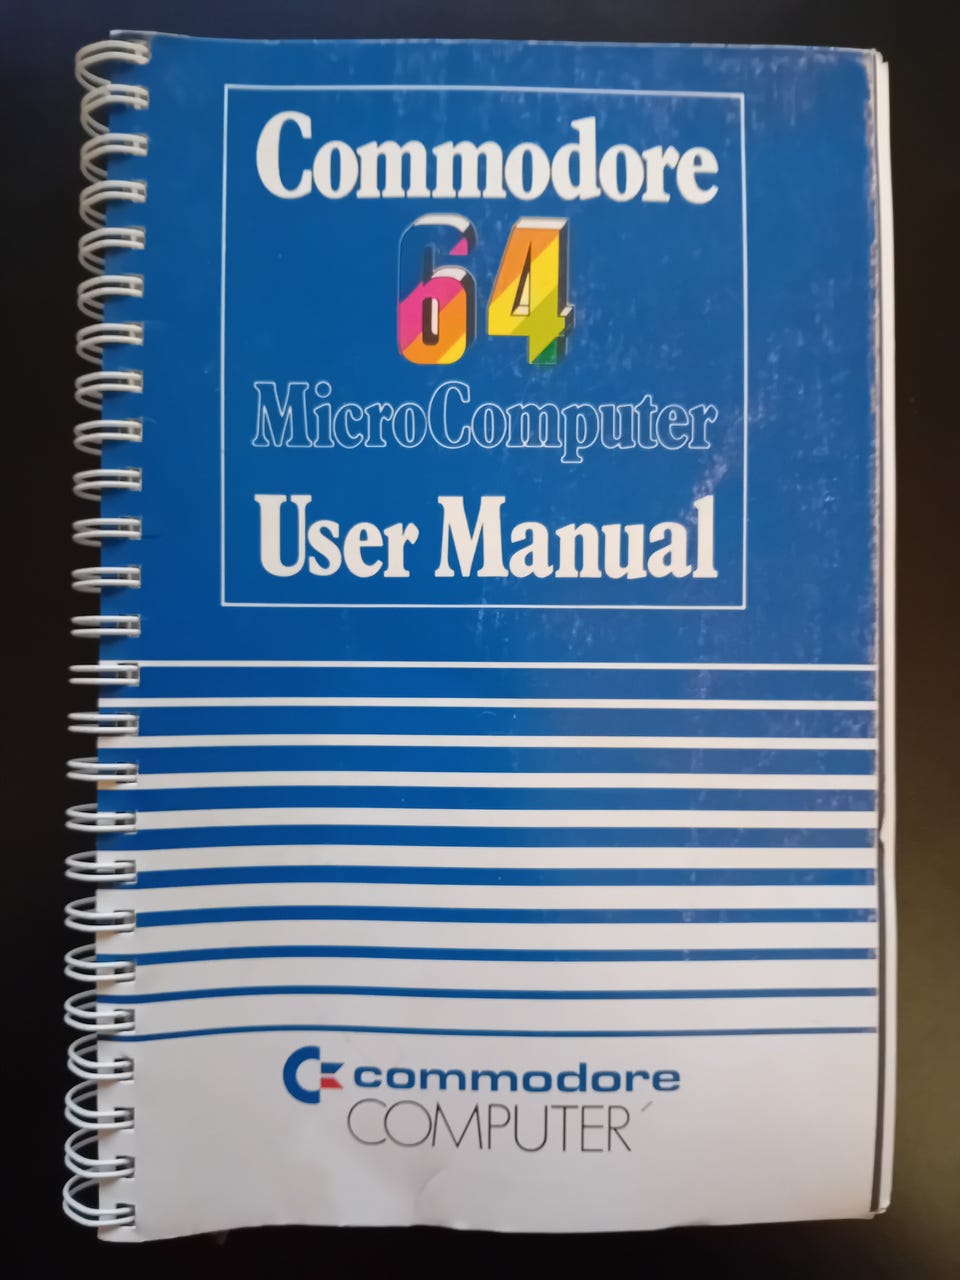 Commodore
64
MicroComputer
User Manual
commodore
COMPUTER